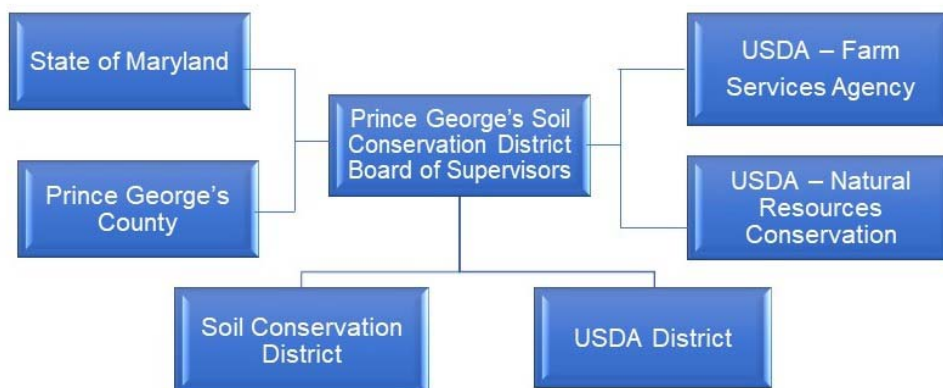 State of Maryland
Prince George’s
County
Prince George’s Soil
Conservation District
Board of Supervisors
USDA – Farm
Services Agency
USDA – Natural
Resources
Conservation
Soil Conservation
District
USDA District